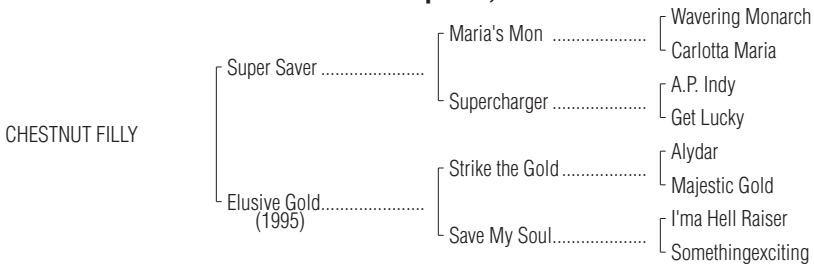 Wavering Monarch
Maria's Mon ....................
Carlotta Maria
Super Saver ......................
A.P. Indy
Supercharger ....................
Get Lucky
CHESTNUT FILLY
Alydar
Strike the Gold ..................
Majestic Gold
Elusive Gold......................
(1995)
I'ma Hell Raiser
Save My Soul....................
Somethingexciting